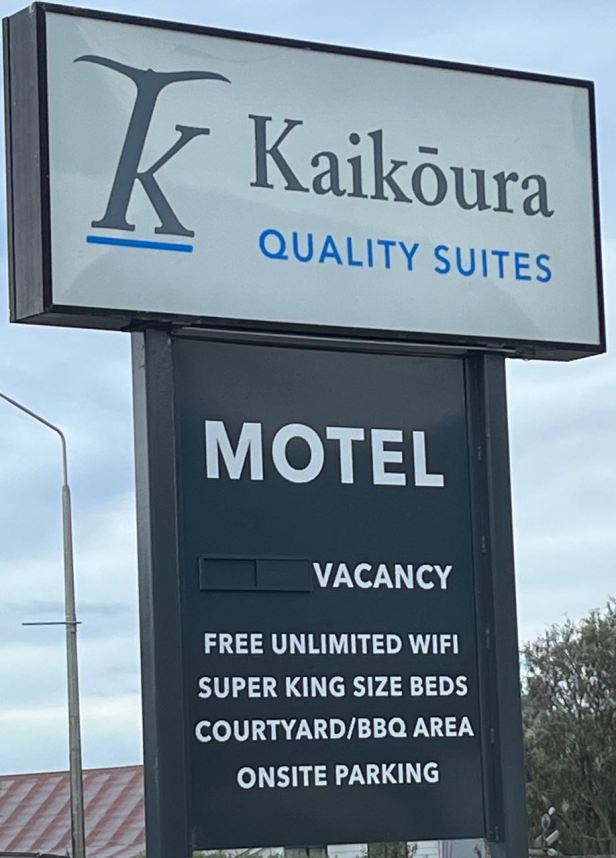 K
Kaikōura
QUALITY SUITES
MOTEL
VACANCY
FREE UNLIMITED WIFI
SUPER KING SIZE BEDS
COURTYARD/BBQ AREA
ONSITE PARKING